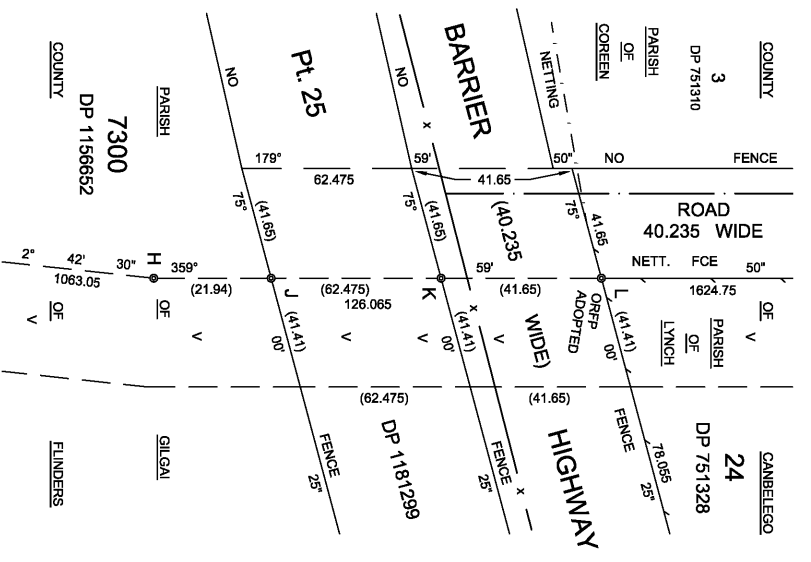 COUNTY
PARISH
OF
COREEN
3
DP 751310
PARISH
COUNTY
7300
DP 1156652
Pt. 25
BARRIER
NO
NO
NETTING
x
179°
62.475
59'
41.65
50"
NO
FENCE
75°
(41.65)
75°
(41.65)
(40.235
75°
41.65
ROAD
40.235 WIDE
NETT. FCE
50"
2°
42'
30"
1063.05
H
359°
(21.94)
J
(62.475)
126.065
K
59'
(41.65)
L
1624.75
OF
OF
OF
V
V
V
V
V
x
(41.41)
00'
(41.41)
00'
WIDE)
ORFP
ADOPTED
(41.41)
00'
PARISH
OF
LYNCH
(62.475)
(41.65)
FLINDERS
GILGAI
FENCE
25"
DP 1181299
FENCE
25"
x
HIGHWAY
FENCE
78.055
25"
24
DP 751328
CANBELEGO